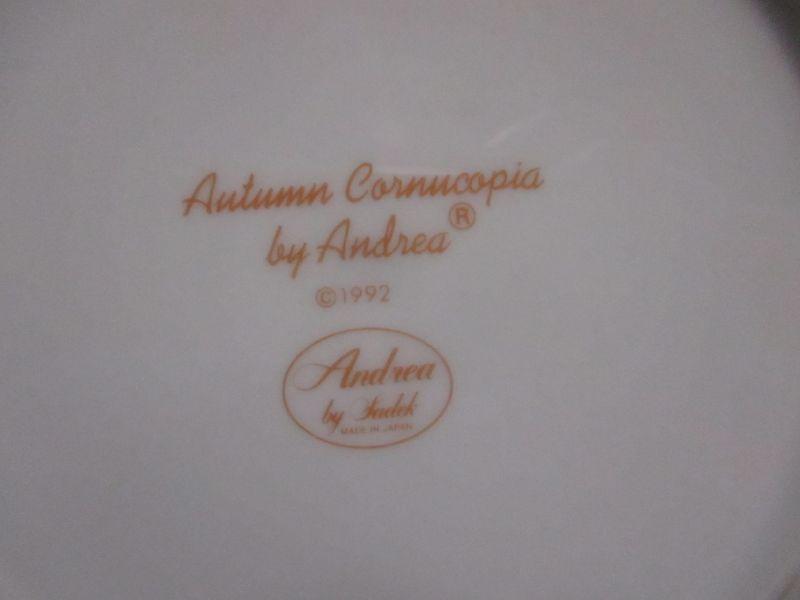 Autumn Cornucopia
by Andrea®
©1992
Andrea
by Sadek
MADE IN JAPAN